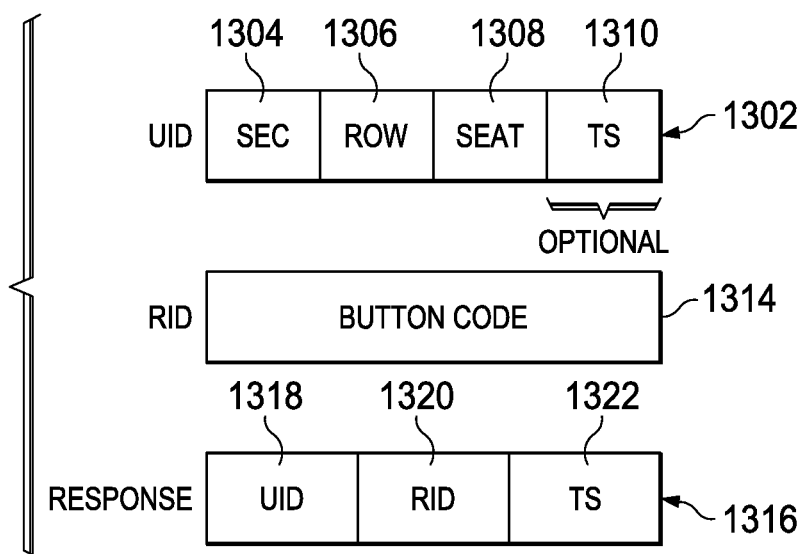 1304 1306 1308 1310
UID SEC ROW SEAT TS 1302
OPTIONAL
RID BUTTON CODE 1314
1318 1320 1322
RESPONSE UID RID TS 1316